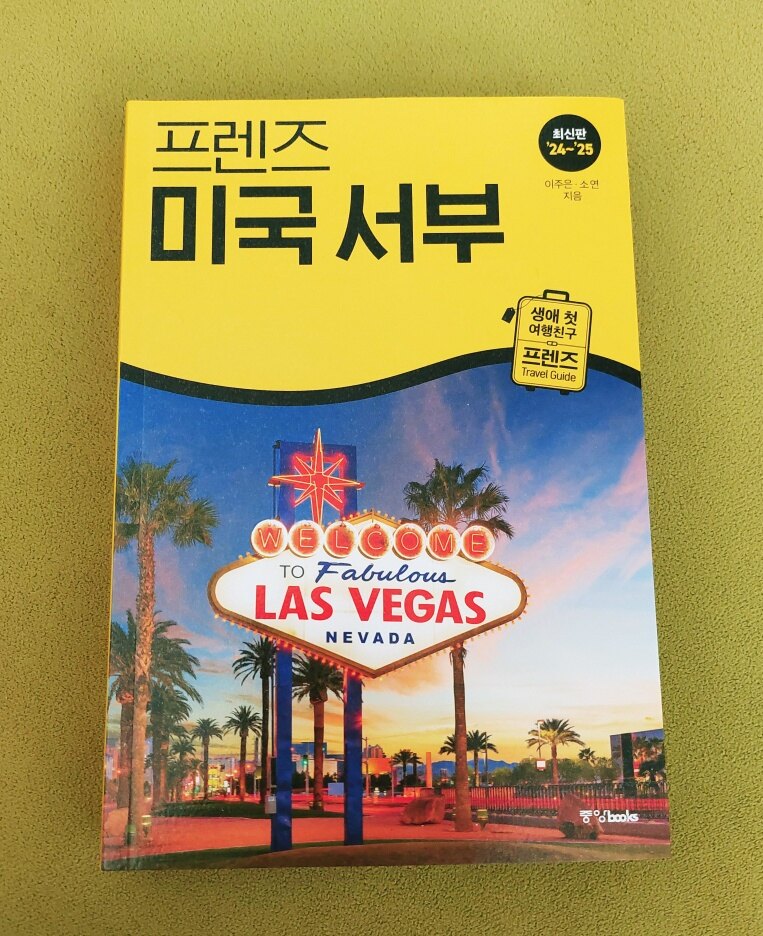 프렌즈
미국 서부
최신판
'24~'25
이주은·소연
지음
생애 첫
여행친구
프렌즈
Travel Guide
WELCOME
TO Fabulous
LAS VEGAS
NEVADA
중앙books